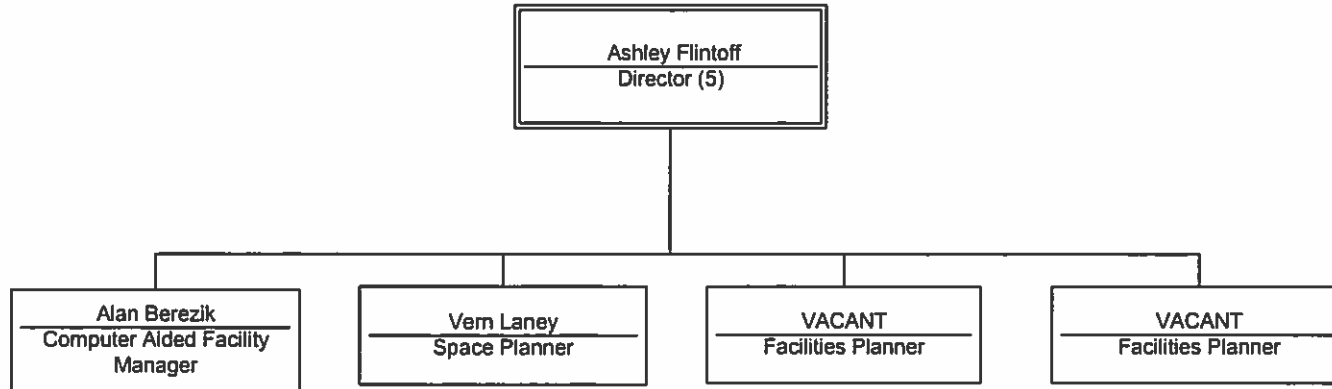 Ashley Flintoff
Director (5)
Alan Berezik
Computer Aided Facility
Manager
Vern Laney
Space Planner
VACANT
Facilities Planner
VACANT
Facilities Planner